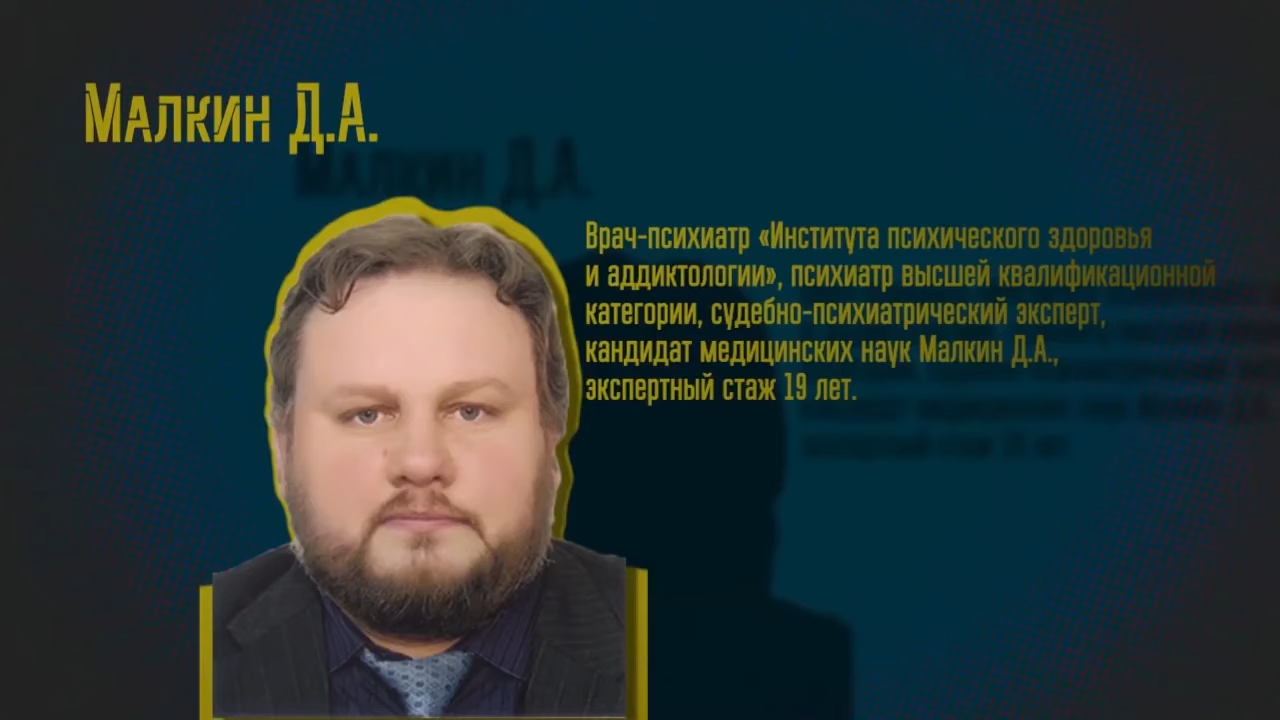 Малкин Д.А.
Врач-психиатр «Института психического здоровья
и аддиктологии», психиатр высшей квалификационной
категории, судебно-психиатрический эксперт,
кандидат медицинских наук Малкин Д.А.,
экспертный стаж 19 лет.